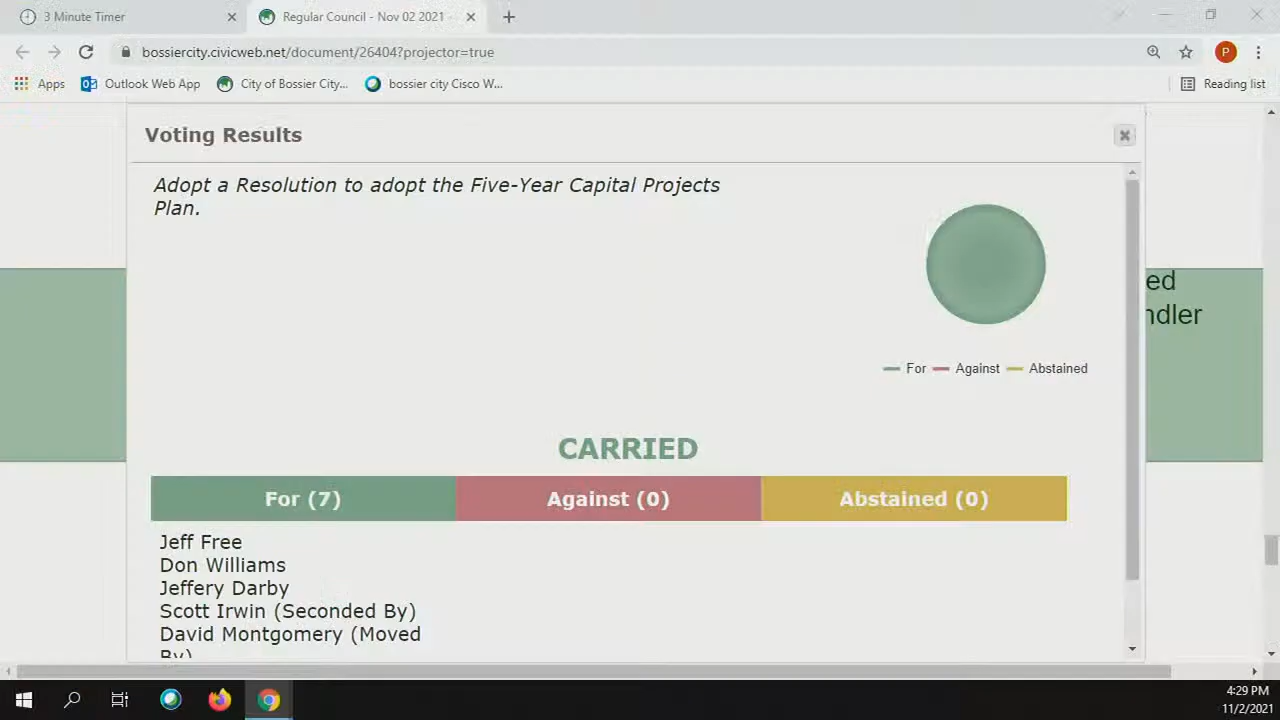 3 Minute Timer
Regular Council - Nov 02 2021 -
bossiercity.civicweb.net/document/26404?projector=true
P
Apps
Outlook Web App
City of Bossier City...
bossier city Cisco W...
Reading list
Voting Results
Adopt a Resolution to adopt the Five-Year Capital Projects
Plan.
ed
ndler
For
Against
Abstained
CARRIED
For (7)
Against (0)
Abstained (0)
Jeff Free
Don Williams
Jeffery Darby
Scott Irwin (Seconded By)
David Montgomery (Moved
By)
4:29 PM
11/2/2021